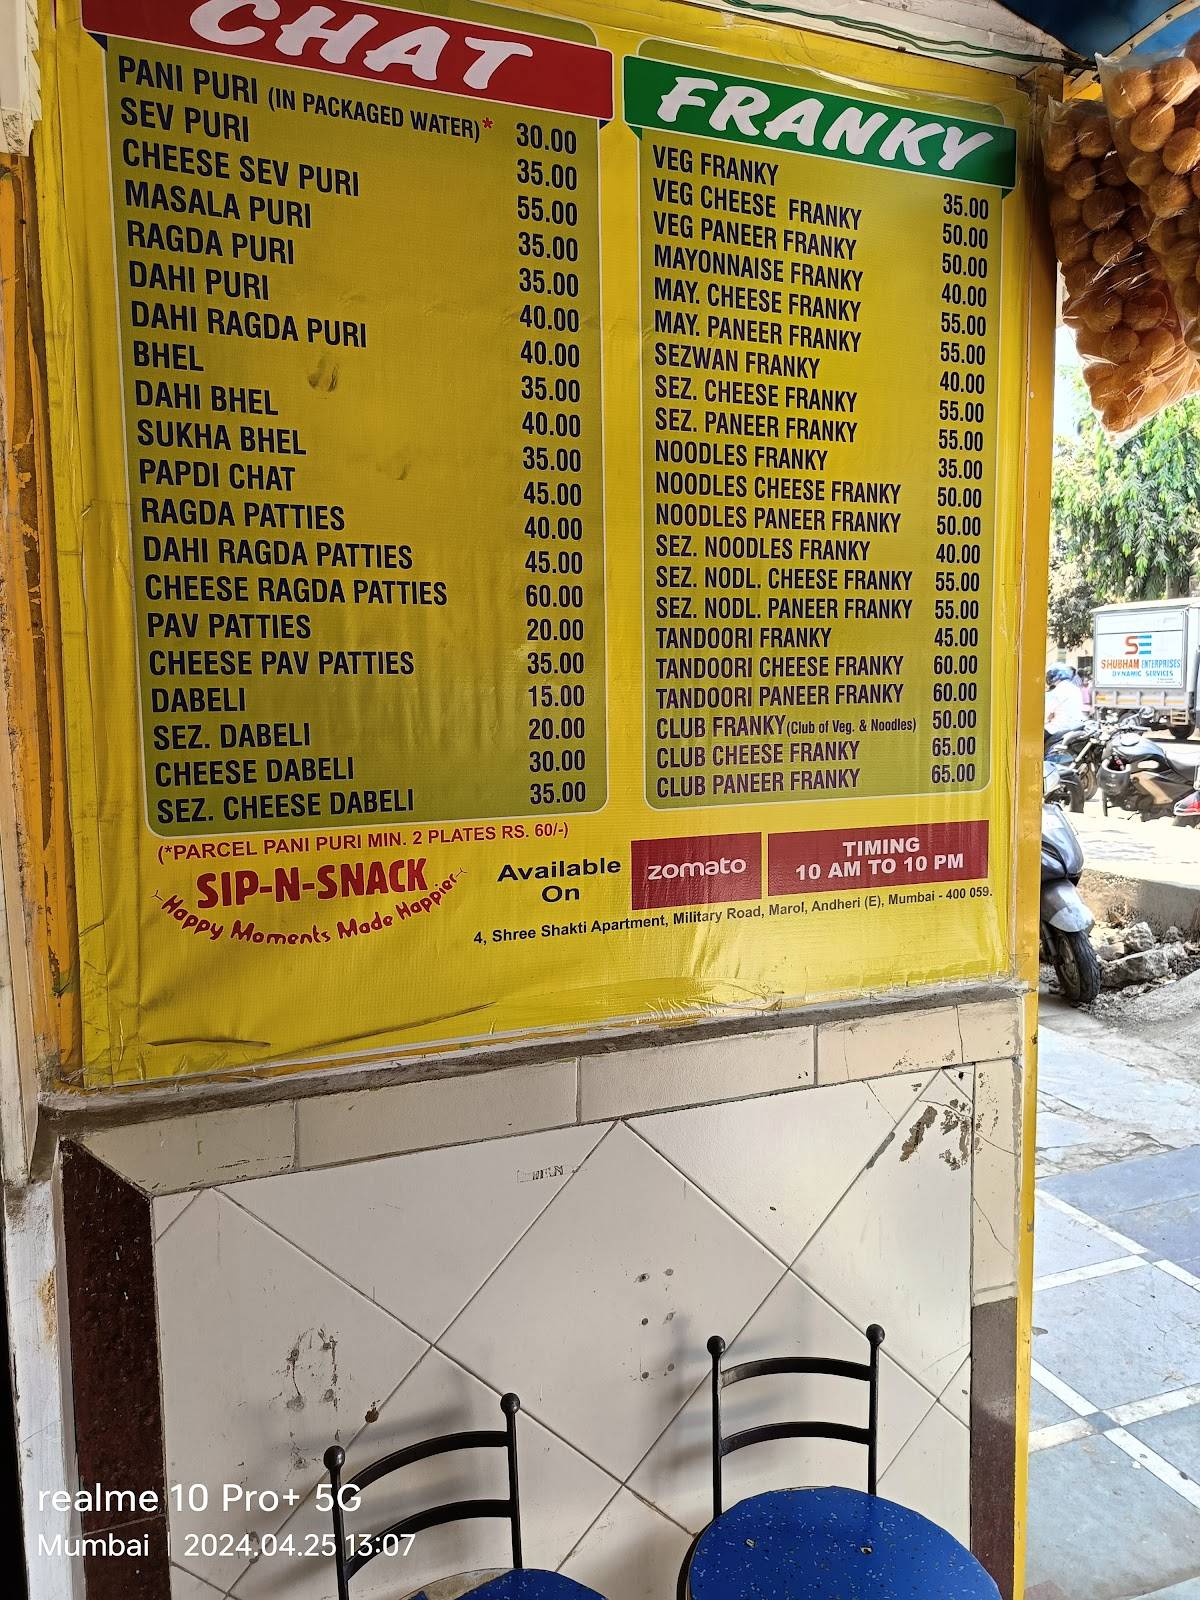 CHAT
PANI PURI (IN PACKAGED WATER)* 30.00
SEV PURI 35.00
CHEESE SEV PURI 55.00
MASALA PURI 35.00
RAGDA PURI 35.00
DAHI PURI 40.00
DAHI RAGDA PURI 40.00
BHEL 35.00
DAHI BHEL 40.00
SUKHA BHEL 35.00
PAPDI CHAT 45.00
RAGDA PATTIES 40.00
DAHI RAGDA PATTIES 45.00
CHEESE RAGDA PATTIES 60.00
PAV PATTIES 20.00
CHEESE PAV PATTIES 35.00
DABELI 15.00
SEZ. DABELI 20.00
CHEESE DABELI 30.00
SEZ. CHEESE DABELI 35.00
(*PARCEL PANI PURI MIN. 2 PLATES RS. 60/-)
FRANKY
VEG FRANKY 35.00
VEG CHEESE FRANKY 50.00
VEG PANEER FRANKY 50.00
MAYONNAISE FRANKY 40.00
MAY. CHEESE FRANKY 55.00
MAY. PANEER FRANKY 55.00
SEZWAN FRANKY 40.00
SEZ. CHEESE FRANKY 55.00
SEZ. PANEER FRANKY 55.00
NOODLES FRANKY 35.00
NOODLES CHEESE FRANKY 50.00
NOODLES PANEER FRANKY 50.00
SEZ. NOODLES FRANKY 40.00
SEZ. NODL. CHEESE FRANKY 55.00
SEZ. NODL. PANEER FRANKY 55.00
TANDOORI FRANKY 45.00
TANDOORI CHEESE FRANKY 60.00
TANDOORI PANEER FRANKY 60.00
CLUB FRANKY (Club of Veg. & Noodles) 50.00
CLUB CHEESE FRANKY 65.00
CLUB PANEER FRANKY 65.00
SIP-N-SNACK
Happy Moments Made Happier
Available
On
zomato
TIMING
10 AM TO 10 PM
4, Shree Shakti Apartment, Military Road, Marol, Andheri (E), Mumbai - 400 059.
SE
SHUBHAM ENTERPRISES
DYNAMIC SERVICES
realme 10 Pro+ 5G
Mumbai | 2024.04.25 13:07